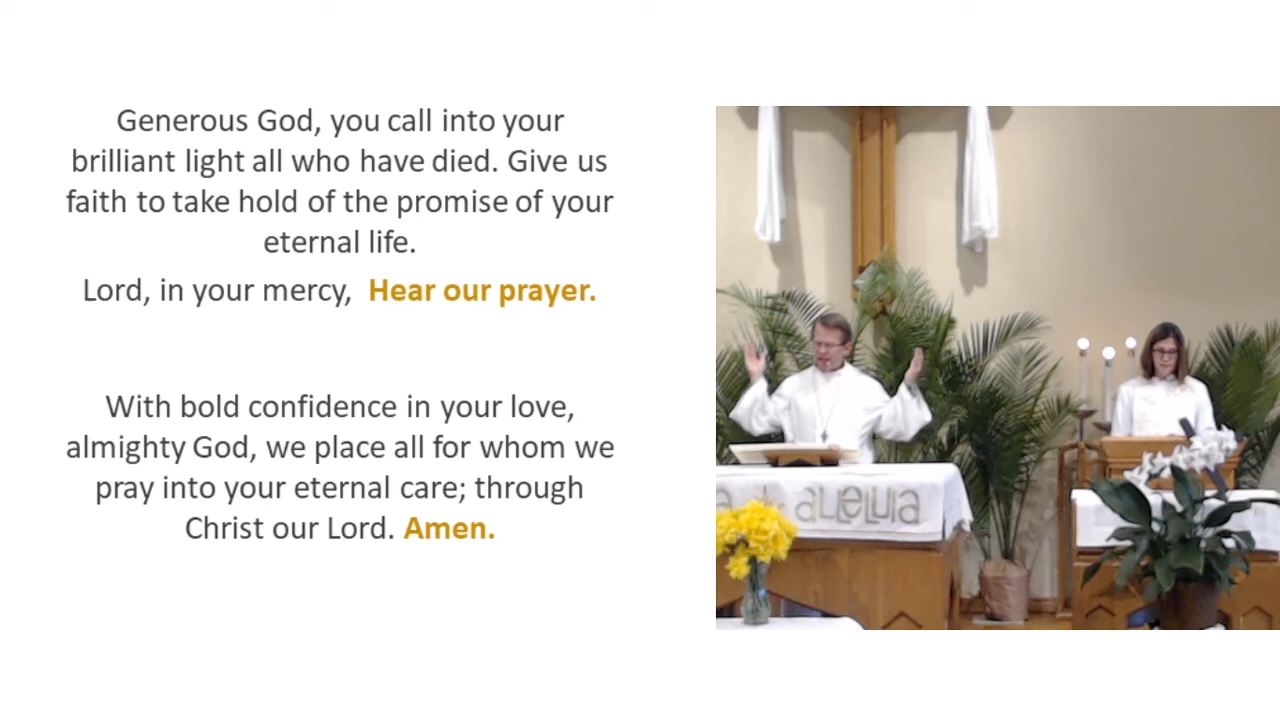 Generous God, you call into your
brilliant light all who have died. Give us
faith to take hold of the promise of your
eternal life.
Lord, in your mercy, Hear our prayer.
With bold confidence in your love,
almighty God, we place all for whom we
pray into your eternal care; through
Christ our Lord. Amen.
aLELUIa